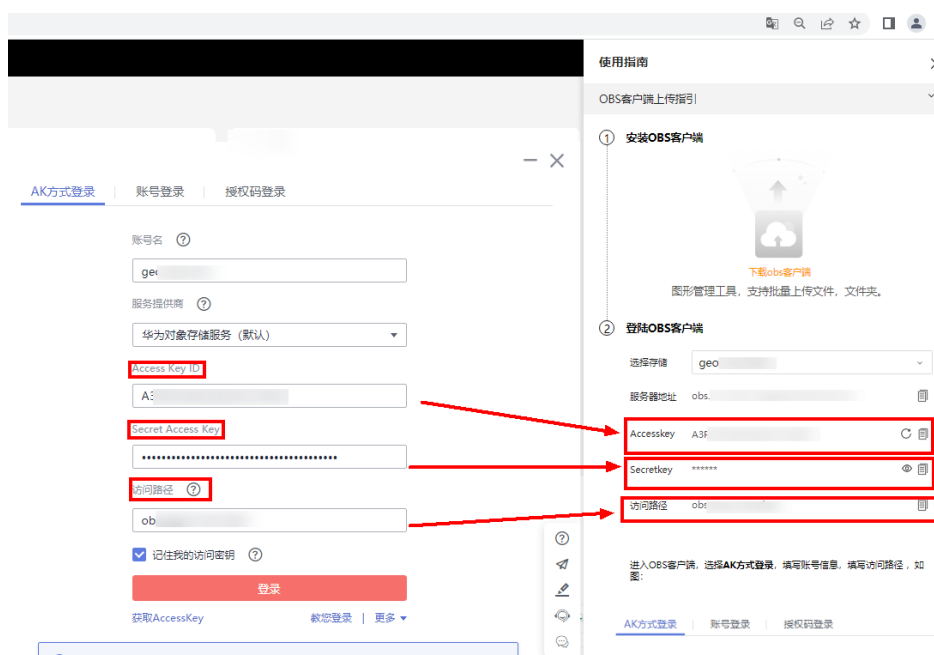 使用指南
OBS客户端上传指引
1 安装OBS客户端
下载obs客户端
图形管理工具，支持批量上传文件，文件夹。
2 登陆OBS客户端
选择存储 geo
服务器地址 obs.
Accesskey
Secretkey ******
访问路径 obs
进入OBS客户端，选择AK方式登录，填写账号信息，填写访问路径，如
图：
AK方式登录 | 账号登录 | 授权码登录
AK方式登录 | 账号登录 | 授权码登录
账号名 ?
geo
服务提供商 ?
华为对象存储服务（默认）
Access Key ID
A3
Secret Access Key
访问路径 ?
ob
记住我的访问密钥 ?
登录
获取AccessKey 教您登录 | 更多